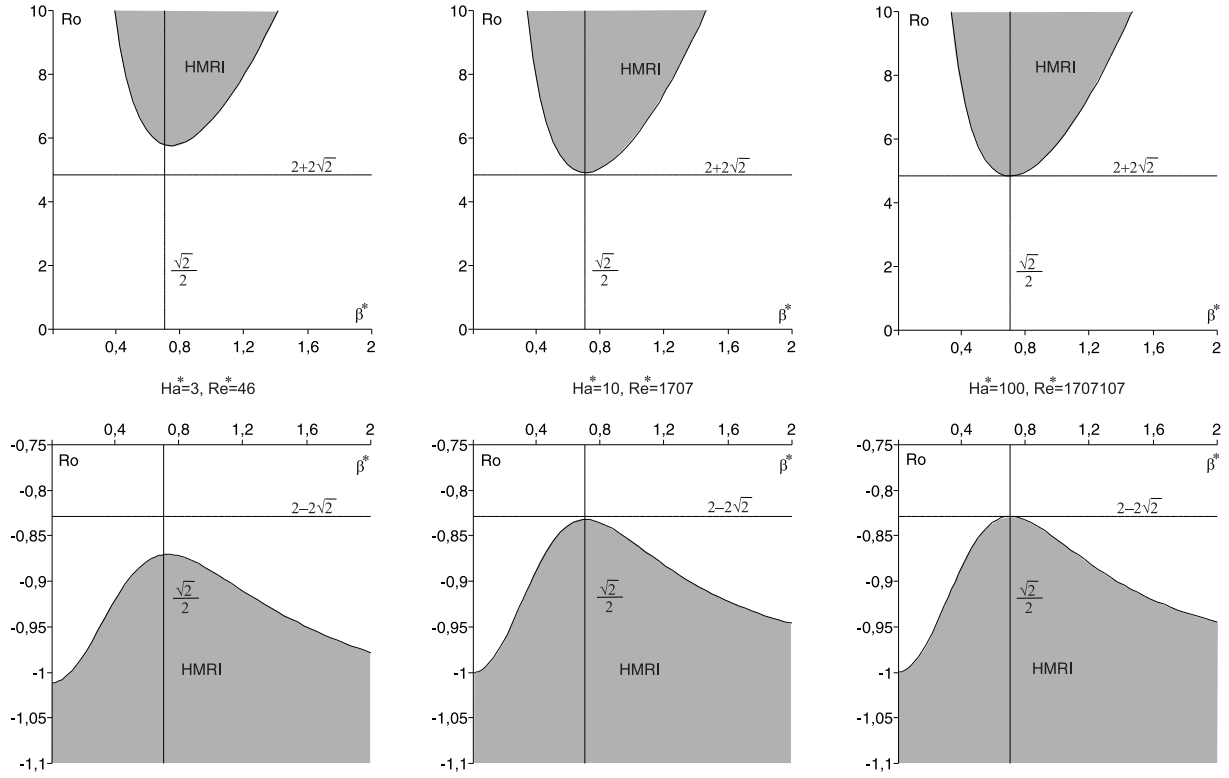 10 Ro 10 Ro 10 Ro
HMRI HMRI HMRI
8 8 8
6 6 6
2+2√2 2+2√2 2+2√2
4 4 4
2 √2/2 2 √2/2 2 √2/2
β* β* β*
0 0 0
0,4 0,8 1,2 1,6 2 0,4 0,8 1,2 1,6 2 0,4 0,8 1,2 1,6 2
Ha*=3, Re*=46 Ha*=10, Re*=1707 Ha*=100, Re*=1707107
0,4 0,8 1,2 1,6 2 0,4 0,8 1,2 1,6 2 0,4 0,8 1,2 1,6 2
-0,75 -0,75 -0,75
Ro β* Ro β* Ro β*
-0,8 -0,8 -0,8
2−2√2 2−2√2 2−2√2
-0,85 -0,85 -0,85
-0,9 √2/2 -0,9 √2/2 -0,9 √2/2
-0,95 -0,95 -0,95
-1 HMRI -1 HMRI -1 HMRI
-1,05 -1,05 -1,05
-1,1 -1,1 -1,1